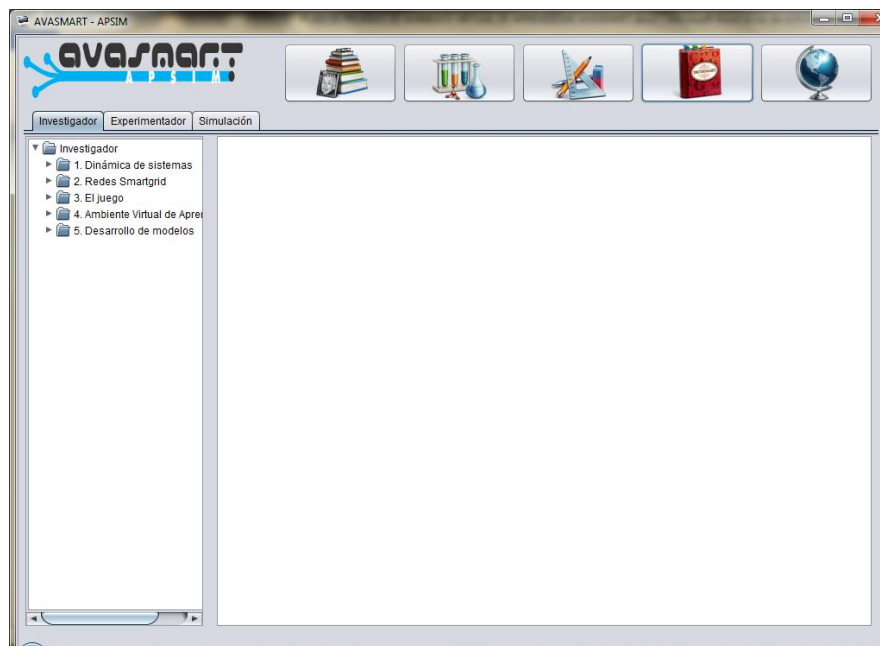 AVASMART - APSIM
avasmart
APSIM
DICTIONARY
Investigador
Experimentador
Simulación
Investigador
1. Dinámica de sistemas
2. Redes Smartgrid
3. El juego
4. Ambiente Virtual de Apre
5. Desarrollo de modelos